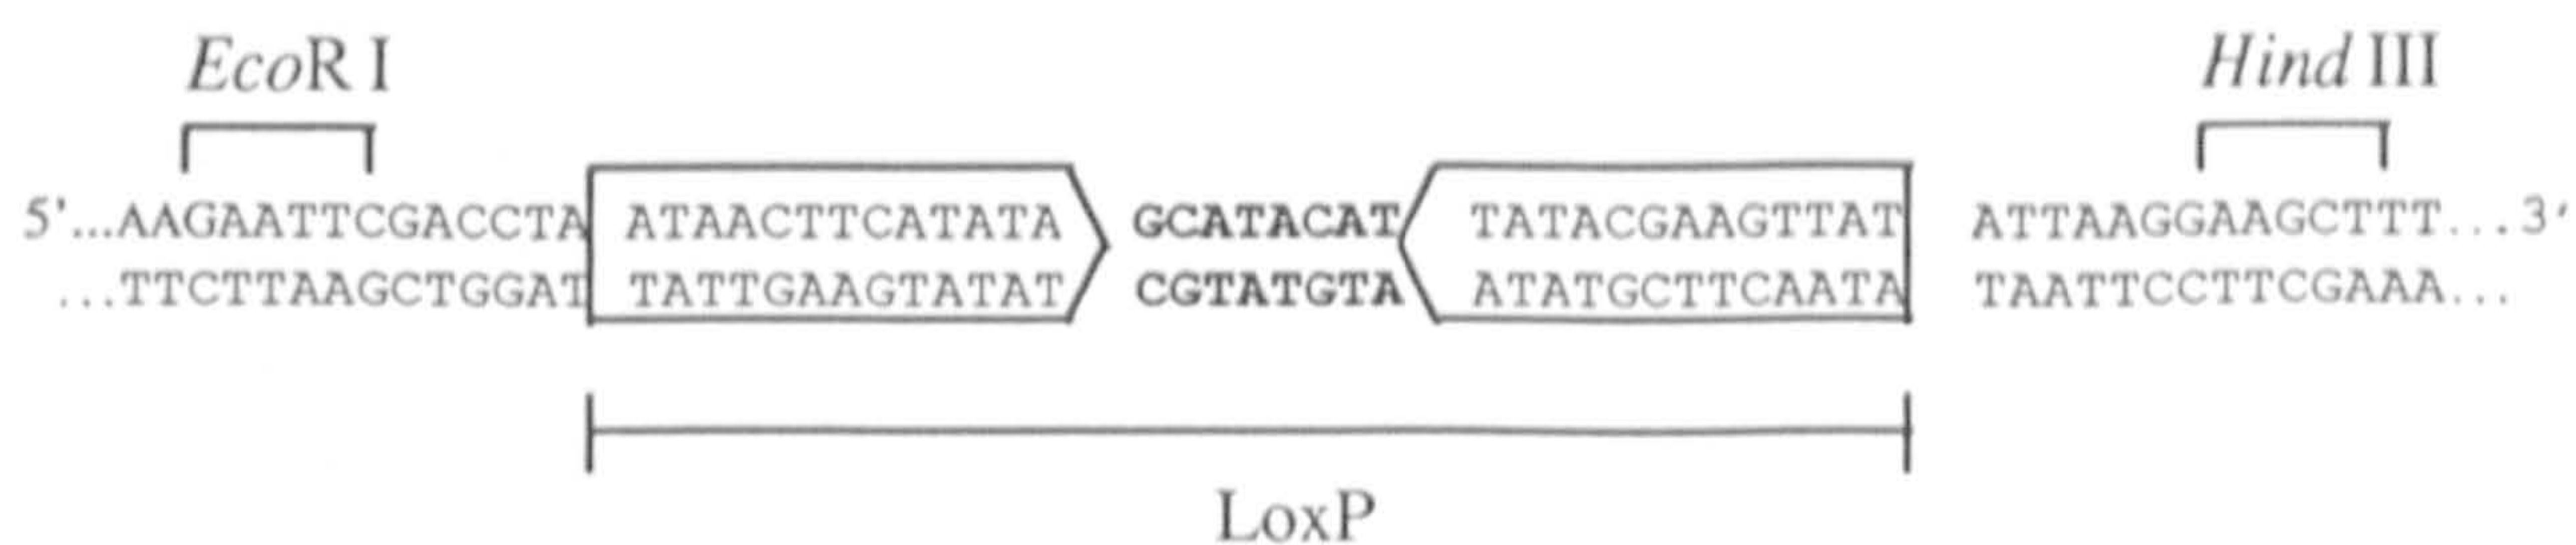 EcoR I Hind III
5'...AAGAATTCGACCTA ATAACTTCATATA GCATACAT TATACGAAGTTAT ATTAAGGAAGCTTT...3'
...TTCTTAAGCTGGAT TATTGAAGTATAT CGTATGTA ATATGCTTCAATA TAATTCCTTCGAAA...
LoxP